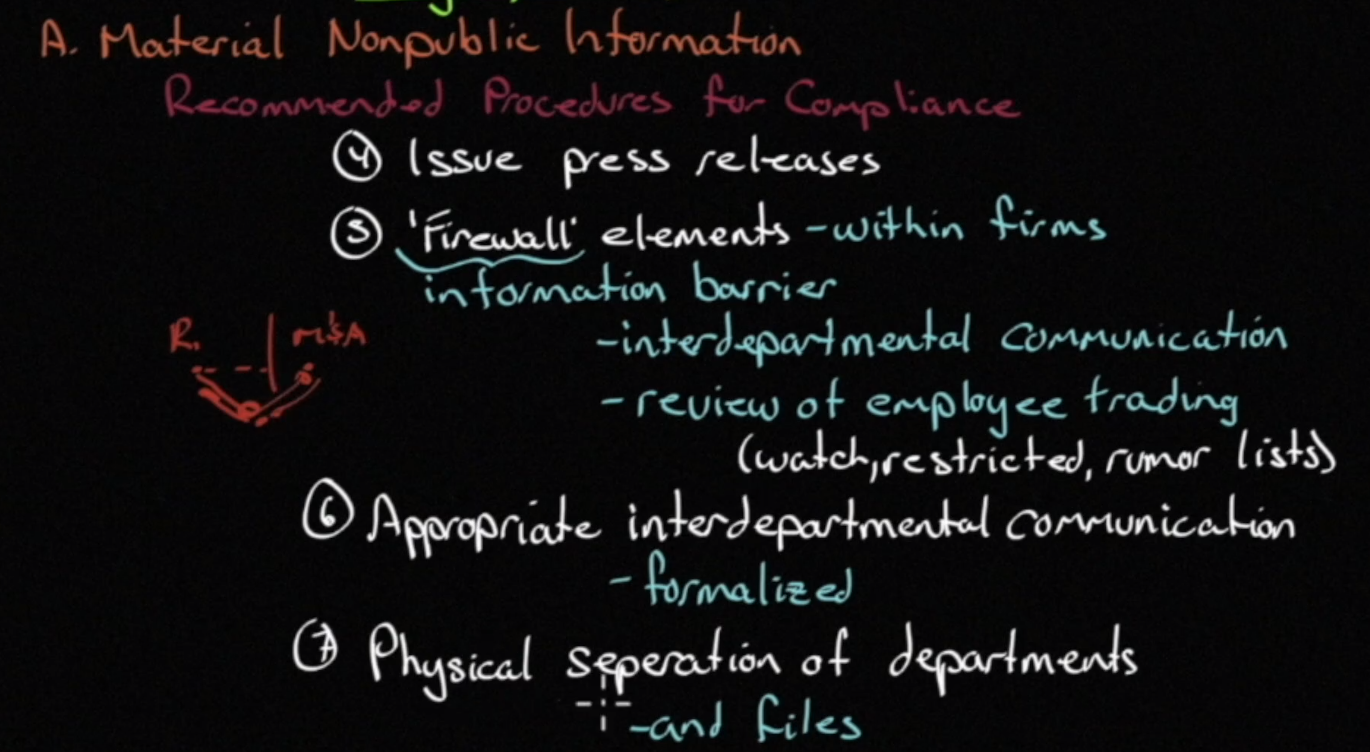 A. Material Nonpublic Information
Recommended Procedures for Compliance
④ Issue press releases
⑤ 'Firewall' elements - within firms
information barrier
R. | M&A
- interdepartmental communication
- review of employee trading
(watch, restricted, rumor lists)
⑥ Appropriate interdepartmental communication
- formalized
⑦ Physical seperation of departments
- and files